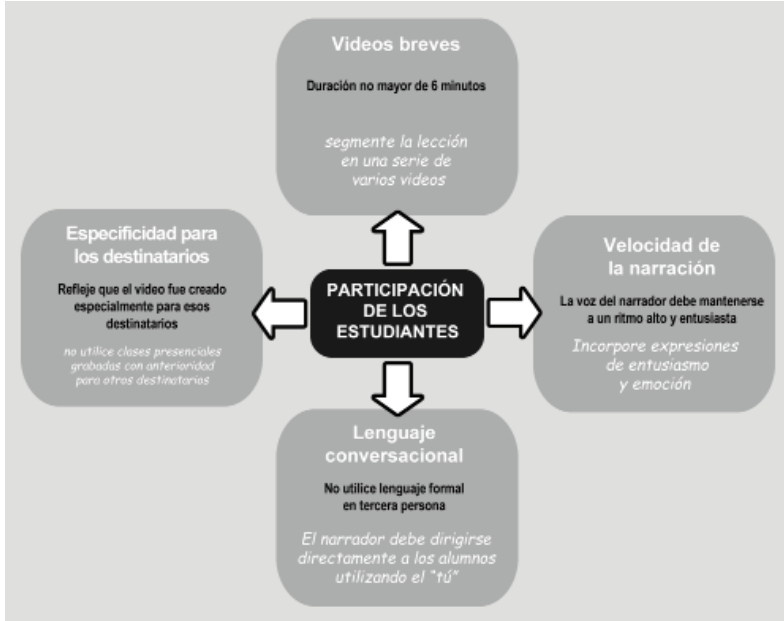 Videos breves
Duración no mayor de 6 minutos
segmente la lección
en una serie de
varios videos
Especificidad para
los destinatarios
Refleje que el video fue creado
especialmente para esos
destinatarios
no utilice clases presenciales
grabadas con anterioridad
para otros destinatarios
PARTICIPACIÓN
DE LOS
ESTUDIANTES
Velocidad de
la narración
La voz del narrador debe mantenerse
a un ritmo alto y entusiasta
Incorpore expresiones
de entusiasmo
y emoción
Lenguaje
conversacional
No utilice lenguaje formal
en tercera persona
El narrador debe dirigirse
directamente a los alumnos
utilizando el "tú"